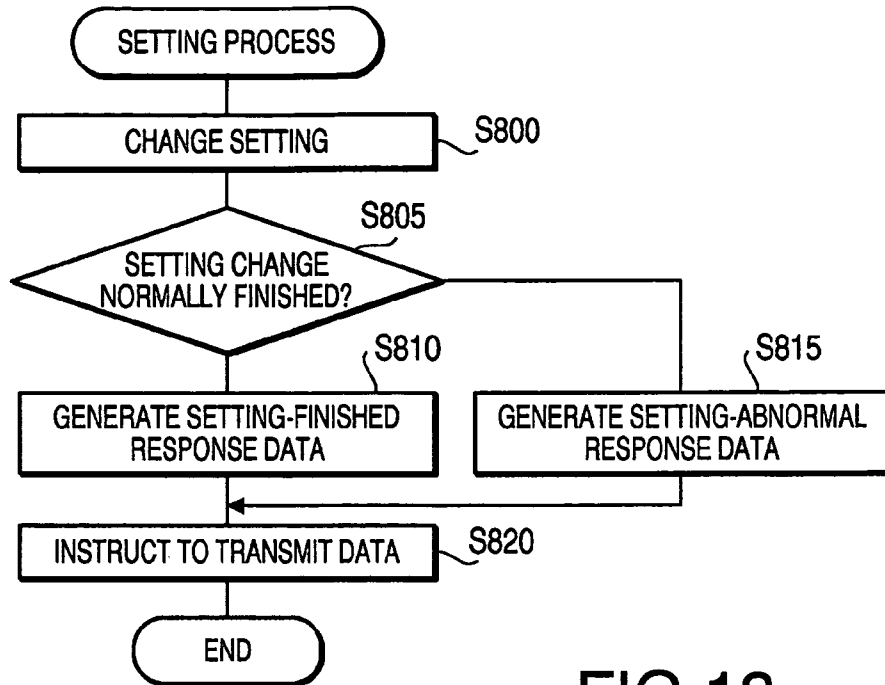 SETTING PROCESS
CHANGE SETTING
S800
S805
SETTING CHANGE
NORMALLY FINISHED?
S810
S815
GENERATE SETTING-FINISHED
RESPONSE DATA
GENERATE SETTING-ABNORMAL
RESPONSE DATA
INSTRUCT TO TRANSMIT DATA
S820
END